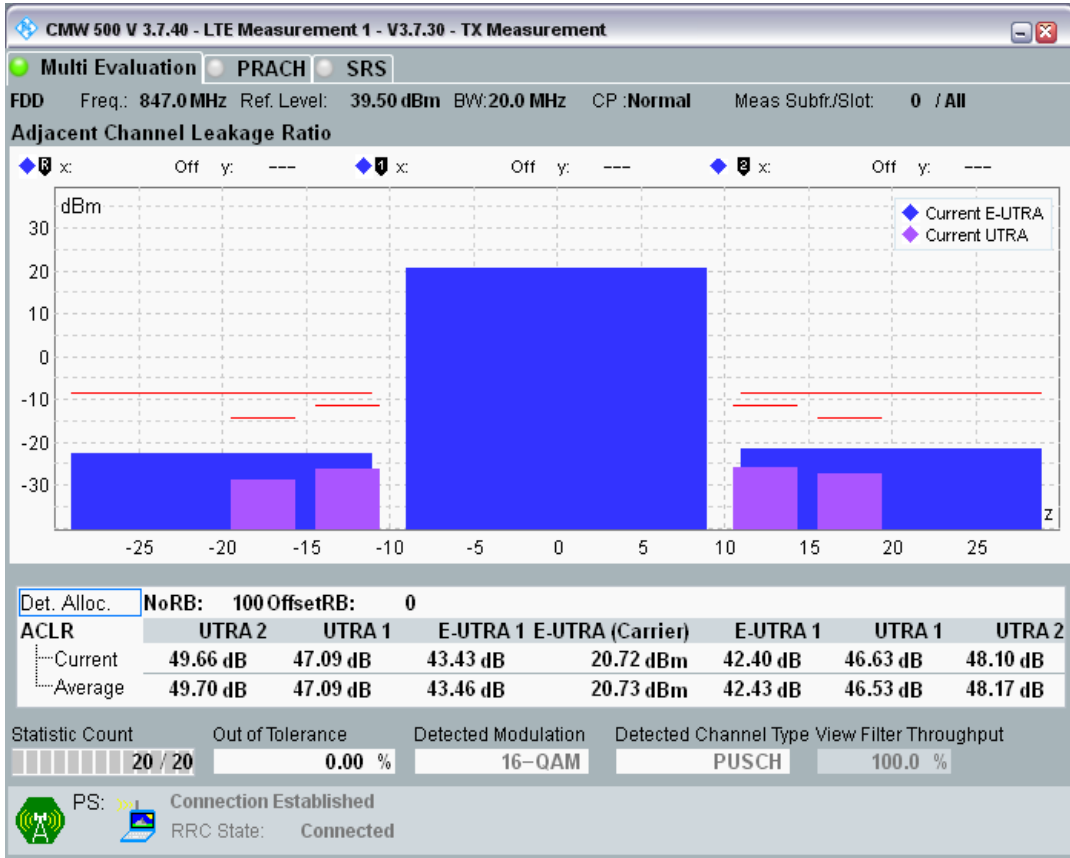 CMW 500 V 3.7.40 - LTE Measurement 1 - V3.7.30 - TX Measurement
Multi Evaluation PRACH SRS
FDD Freq.: 847.0 MHz Ref. Level: 39.50 dBm BW: 20.0 MHz CP :Normal Meas Subfr./Slot: 0 / All
Adjacent Channel Leakage Ratio
R x: Off y: --- 1 x: Off y: --- 2 x: Off y: ---
dBm
Current E-UTRA
Current UTRA
30
20
10
0
-10
-20
-30
z
-25 -20 -15 -10 -5 0 5 10 15 20 25
Det. Alloc. NoRB: 100 OffsetRB: 0
ACLR UTRA 2 UTRA 1 E-UTRA 1 E-UTRA (Carrier) E-UTRA 1 UTRA 1 UTRA 2
Current 49.66 dB 47.09 dB 43.43 dB 20.72 dBm 42.40 dB 46.63 dB 48.10 dB
Average 49.70 dB 47.09 dB 43.46 dB 20.73 dBm 42.43 dB 46.53 dB 48.17 dB
Statistic Count Out of Tolerance Detected Modulation Detected Channel Type View Filter Throughput
20 / 20 0.00 % 16-QAM PUSCH 100.0 %
PS: Connection Established
RRC State: Connected